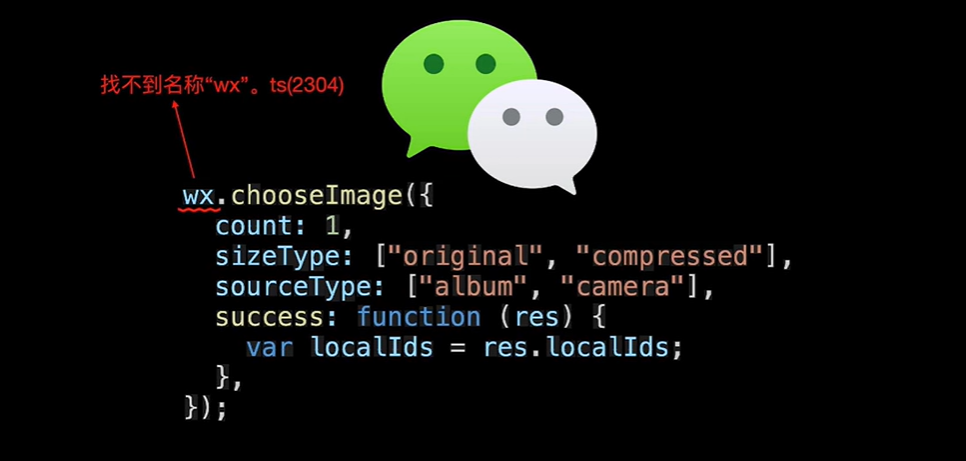 找不到名称“wx”。ts(2304)
wx.chooseImage({
  count: 1,
  sizeType: ["original", "compressed"],
  sourceType: ["album", "camera"],
  success: function (res) {
    var localIds = res.localIds;
  },
});